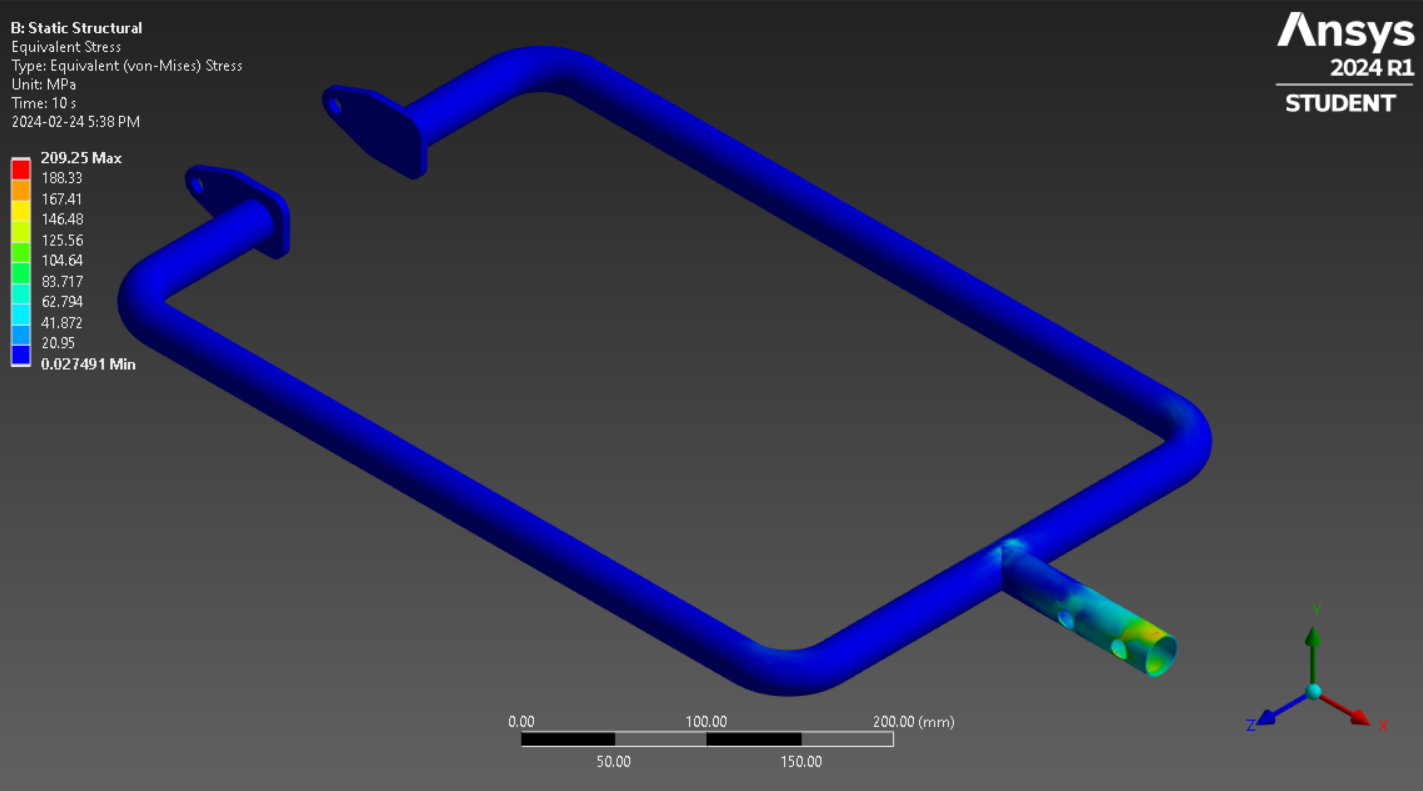 B: Static Structural
Equivalent Stress
Type: Equivalent (von-Mises) Stress
Unit: MPa
Time: 10 s
2024-02-24 5:38 PM
209.25 Max
188.33
167.41
146.48
125.56
104.64
83.717
62.794
41.872
20.95
0.027491 Min
Ansys
2024 R1
STUDENT
0.00 100.00 200.00 (mm)
50.00 150.00
Y
Z X